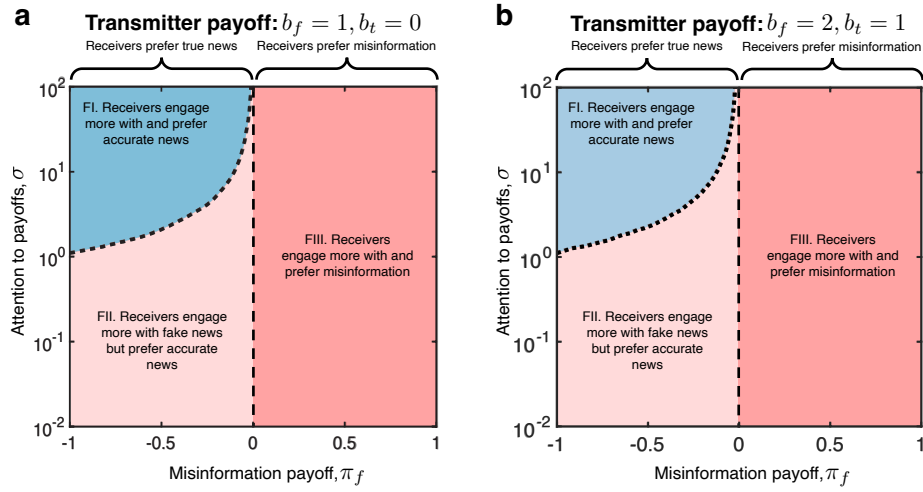 a
Transmitter payoff: b_f = 1, b_t = 0
Receivers prefer true news
Receivers prefer misinformation
10^2
10^1
10^0
10^-1
10^-2
Attention to payoffs, σ
FI. Receivers engage
more with and prefer
accurate news
FII. Receivers engage
more with fake news
but prefer accurate
news
FIII. Receivers
engage more with and
prefer misinformation
-1
-0.5
0
0.5
1
Misinformation payoff, π_f
b
Transmitter payoff: b_f = 2, b_t = 1
Receivers prefer true news
Receivers prefer misinformation
10^2
10^1
10^0
10^-1
10^-2
Attention to payoffs, σ
FI. Receivers engage
more with and prefer
accurate news
FII. Receivers engage
more with fake news
but prefer accurate
news
FIII. Receivers
engage more with and
prefer misinformation
-1
-0.5
0
0.5
1
Misinformation payoff, π_f